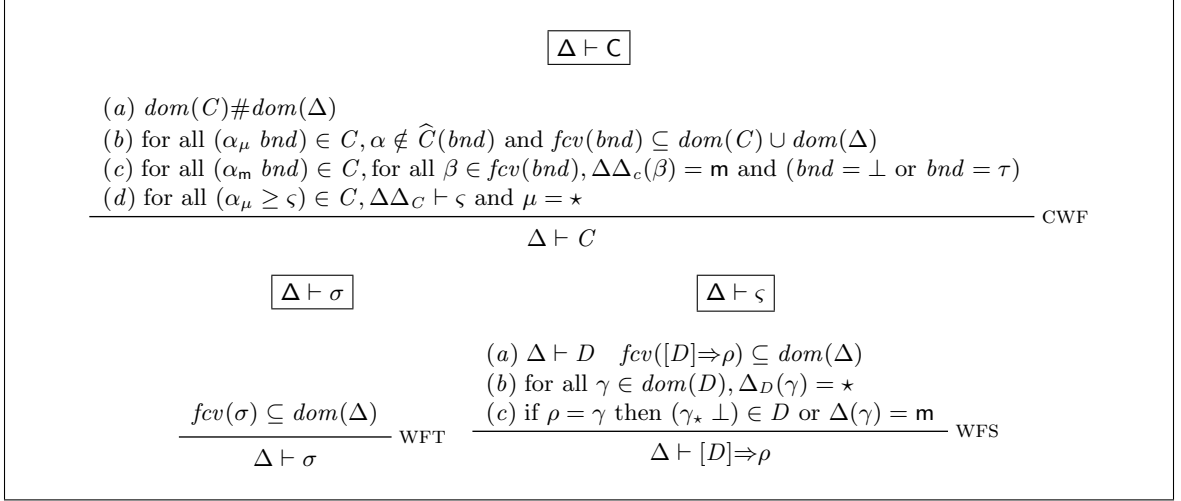 Δ ⊢ C
(a) dom(C)#dom(Δ)
(b) for all (α_μ bnd) ∈ C, α ∉ Ĉ(bnd) and fcv(bnd) ⊆ dom(C) ∪ dom(Δ)
(c) for all (α_m bnd) ∈ C, for all β ∈ fcv(bnd), ΔΔ_c(β) = m and (bnd = ⊥ or bnd = τ)
(d) for all (α_μ ≥ ς) ∈ C, ΔΔ_C ⊢ ς and μ = ⋆
CWF
Δ ⊢ C
Δ ⊢ σ
fcv(σ) ⊆ dom(Δ)
WFT
Δ ⊢ σ
Δ ⊢ ς
(a) Δ ⊢ D fcv([D]⇒ρ) ⊆ dom(Δ)
(b) for all γ ∈ dom(D), Δ_D(γ) = ⋆
(c) if ρ = γ then (γ_⋆ ⊥) ∈ D or Δ(γ) = m
WFS
Δ ⊢ [D]⇒ρ